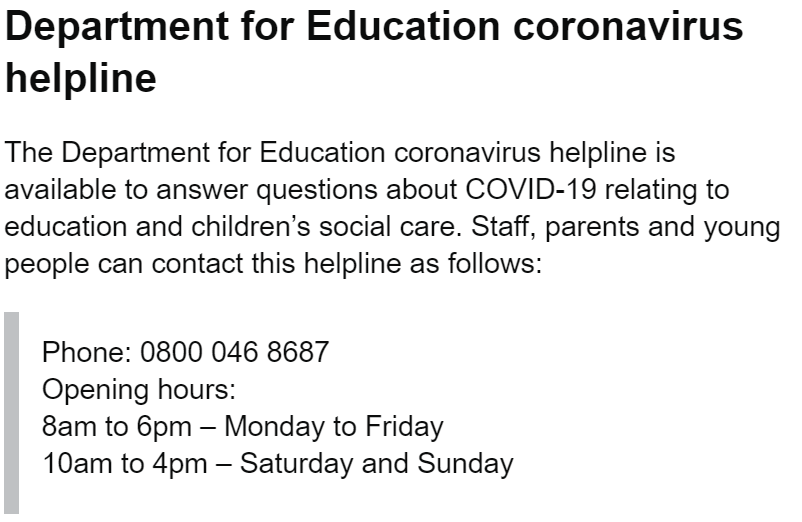 Department for Education coronavirus
helpline
The Department for Education coronavirus helpline is
available to answer questions about COVID-19 relating to
education and children’s social care. Staff, parents and young
people can contact this helpline as follows:
Phone: 0800 046 8687
Opening hours:
8am to 6pm – Monday to Friday
10am to 4pm – Saturday and Sunday